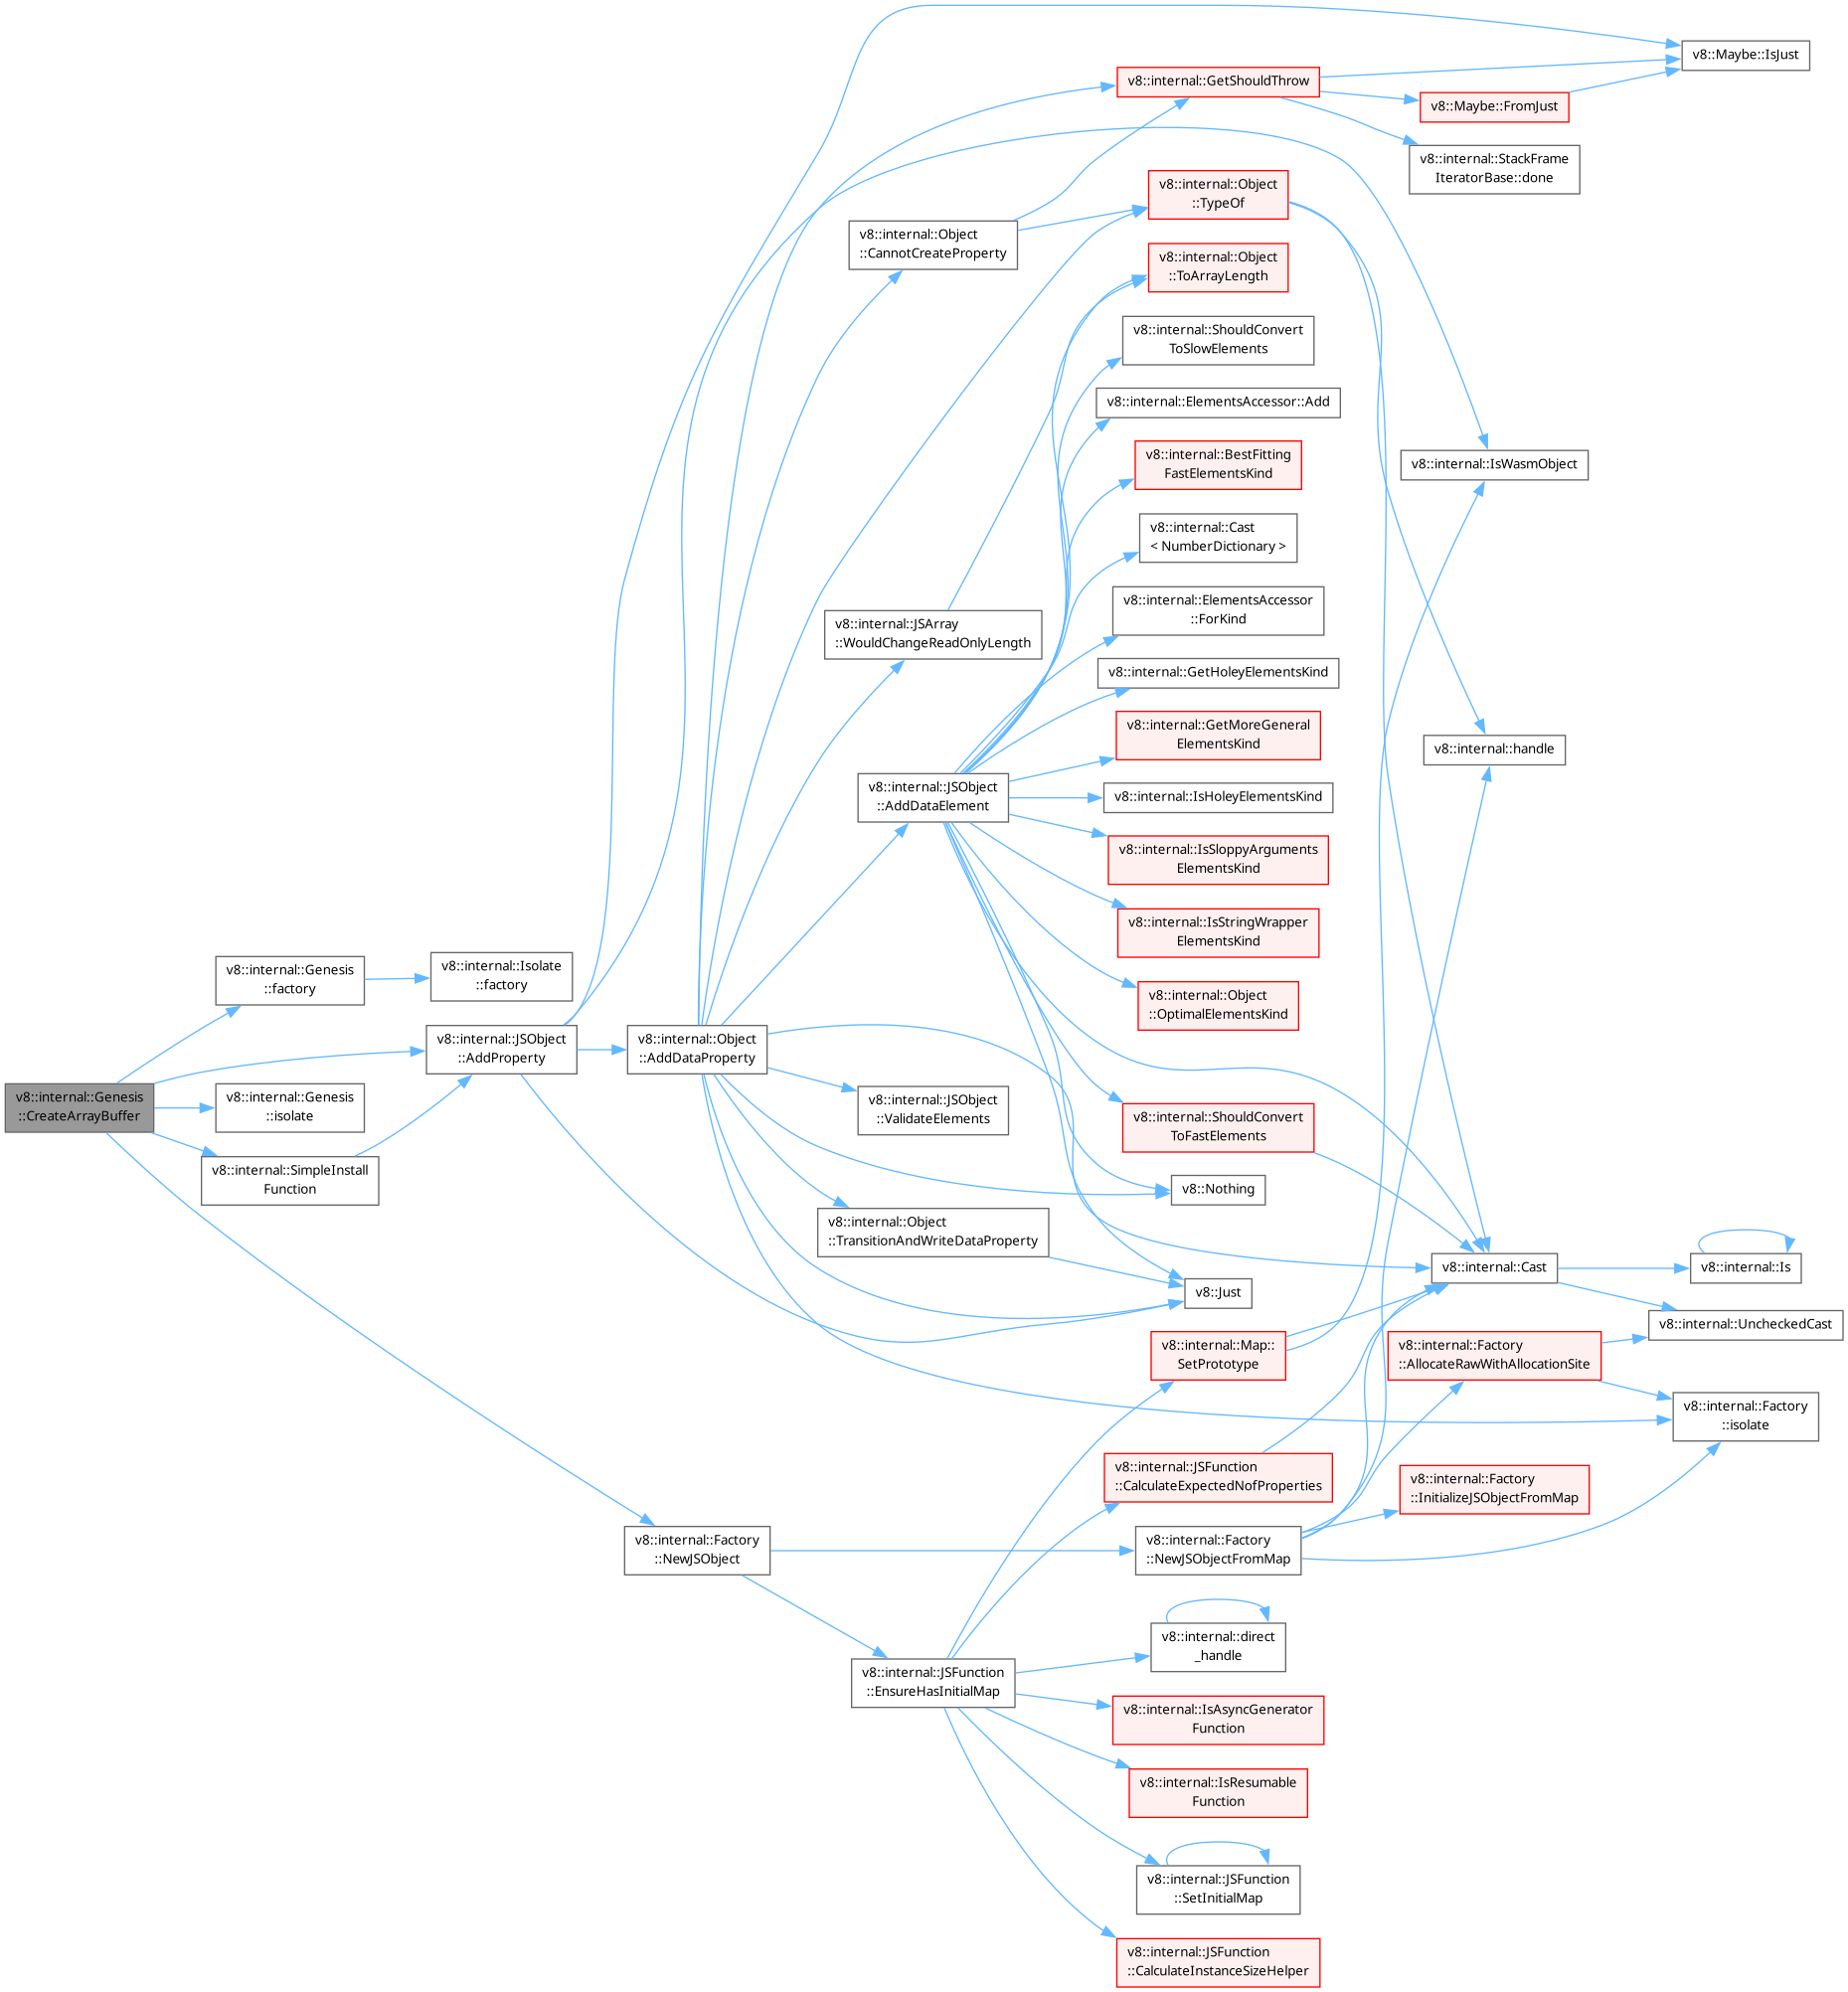 v8::Maybe::IsJust
v8::internal::GetShouldThrow
v8::Maybe::FromJust
v8::internal::StackFrame
IteratorBase::done
v8::internal::Object
::TypeOf
v8::internal::Object
::CannotCreateProperty
v8::internal::Object
::ToArrayLength
v8::internal::ShouldConvert
ToSlowElements
v8::internal::ElementsAccessor::Add
v8::internal::BestFitting
FastElementsKind
v8::internal::IsWasmObject
v8::internal::Cast
< NumberDictionary >
v8::internal::ElementsAccessor
::ForKind
v8::internal::JSArray
::WouldChangeReadOnlyLength
v8::internal::GetHoleyElementsKind
v8::internal::GetMoreGeneral
ElementsKind
v8::internal::handle
v8::internal::JSObject
::AddDataElement
v8::internal::IsHoleyElementsKind
v8::internal::IsSloppyArguments
ElementsKind
v8::internal::IsStringWrapper
ElementsKind
v8::internal::Genesis
::factory
v8::internal::Isolate
::factory
v8::internal::Object
::OptimalElementsKind
v8::internal::JSObject
::AddProperty
v8::internal::Object
::AddDataProperty
v8::internal::Genesis
::CreateArrayBuffer
v8::internal::Genesis
::isolate
v8::internal::JSObject
::ValidateElements
v8::internal::ShouldConvert
ToFastElements
v8::internal::SimpleInstall
Function
v8::Nothing
v8::internal::Object
::TransitionAndWriteDataProperty
v8::internal::Cast
v8::internal::Is
v8::Just
v8::internal::UncheckedCast
v8::internal::Map::
SetPrototype
v8::internal::Factory
::AllocateRawWithAllocationSite
v8::internal::Factory
::isolate
v8::internal::JSFunction
::CalculateExpectedNofProperties
v8::internal::Factory
::InitializeJSObjectFromMap
v8::internal::Factory
::NewJSObject
v8::internal::Factory
::NewJSObjectFromMap
v8::internal::direct
_handle
v8::internal::JSFunction
::EnsureHasInitialMap
v8::internal::IsAsyncGenerator
Function
v8::internal::IsResumable
Function
v8::internal::JSFunction
::SetInitialMap
v8::internal::JSFunction
::CalculateInstanceSizeHelper